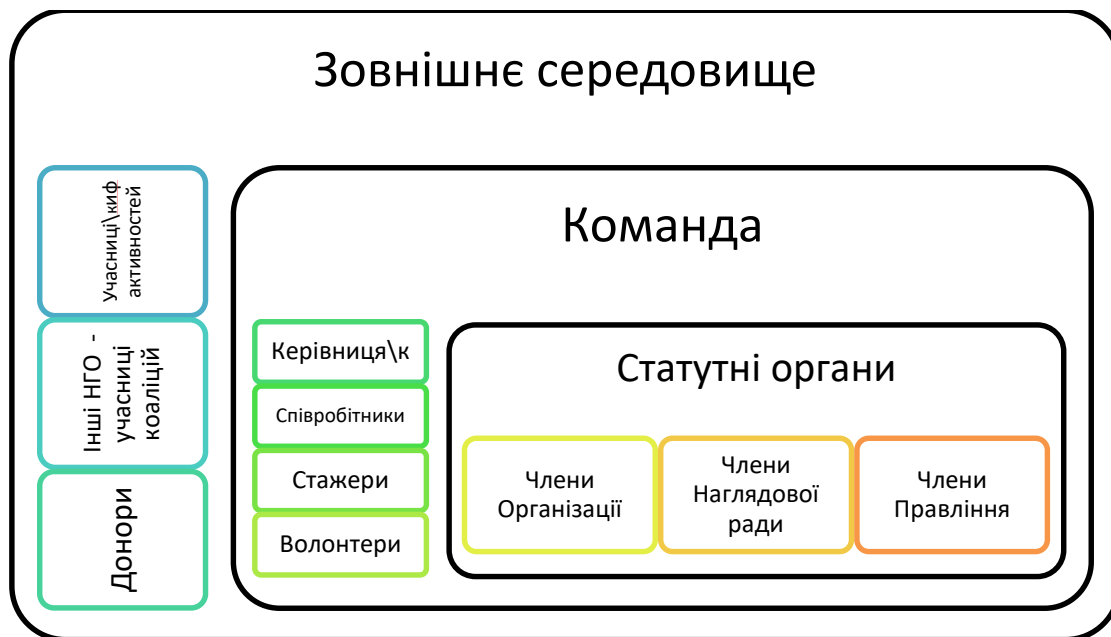 Зовнішнє середовище
Учасниці\киф
активностей
Інші НГО -
учасниці
коаліцій
Донори
Команда
Керівниця\к
Співробітники
Стажери
Волонтери
Статутні органи
Члени
Організації
Члени
Наглядової
ради
Члени
Правління